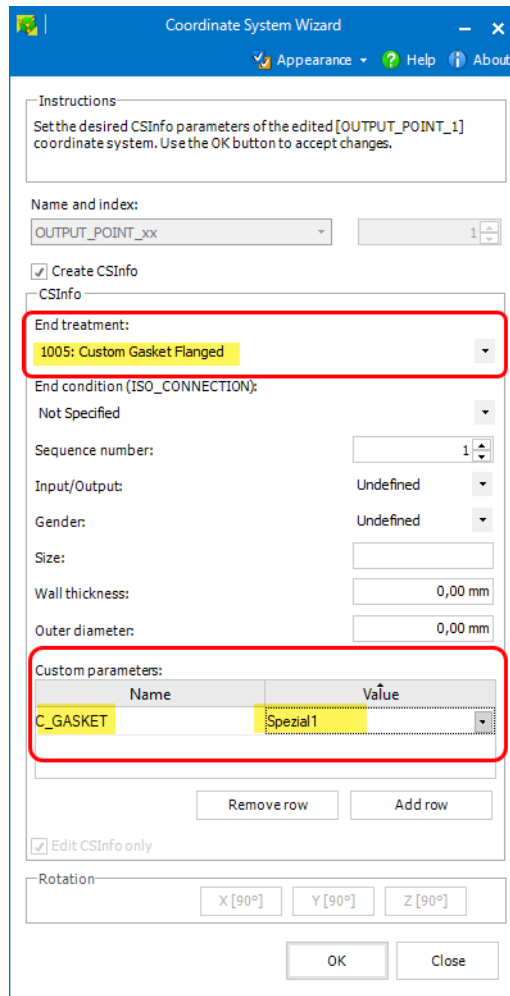 Coordinate System Wizard
Appearance Help About
Instructions
Set the desired CSInfo parameters of the edited [OUTPUT_POINT_1]
coordinate system. Use the OK button to accept changes.
Name and index:
OUTPUT_POINT_xx 1
Create CSInfo
CSInfo
End treatment:
1005: Custom Gasket Flanged
End condition (ISO_CONNECTION):
Not Specified
Sequence number: 1
Input/Output: Undefined
Gender: Undefined
Size:
Wall thickness: 0,00 mm
Outer diameter: 0,00 mm
Custom parameters:
Name Value
C_GASKET Spezial1
Remove row Add row
Edit CSInfo only
Rotation
X [90°] Y [90°] Z [90°]
OK Close